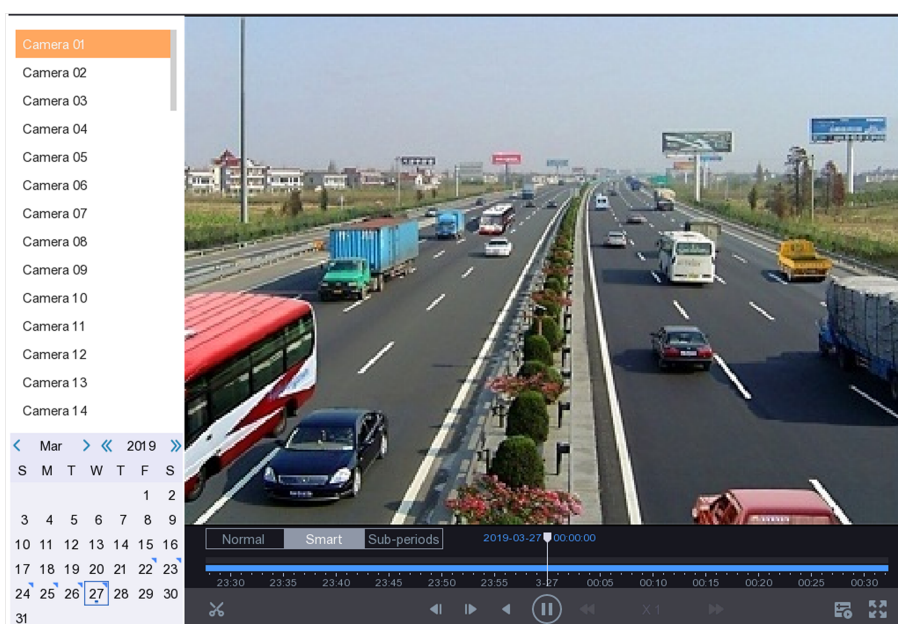 Camera 01
Camera 02
Camera 03
Camera 04
Camera 05
Camera 06
Camera 07
Camera 08
Camera 09
Camera 10
Camera 11
Camera 12
Camera 13
Camera 14
Mar 2019
S M T W T F S
1 2
3 4 5 6 7 8 9
10 11 12 13 14 15 16
17 18 19 20 21 22 23
24 25 26 27 28 29 30
31
Normal Smart Sub-periods 2019-03-27 00:00:00
23:30 23:35 23:40 23:45 23:50 23:55 3-27 00:05 00:10 00:15 00:20 00:25 00:30
X 1